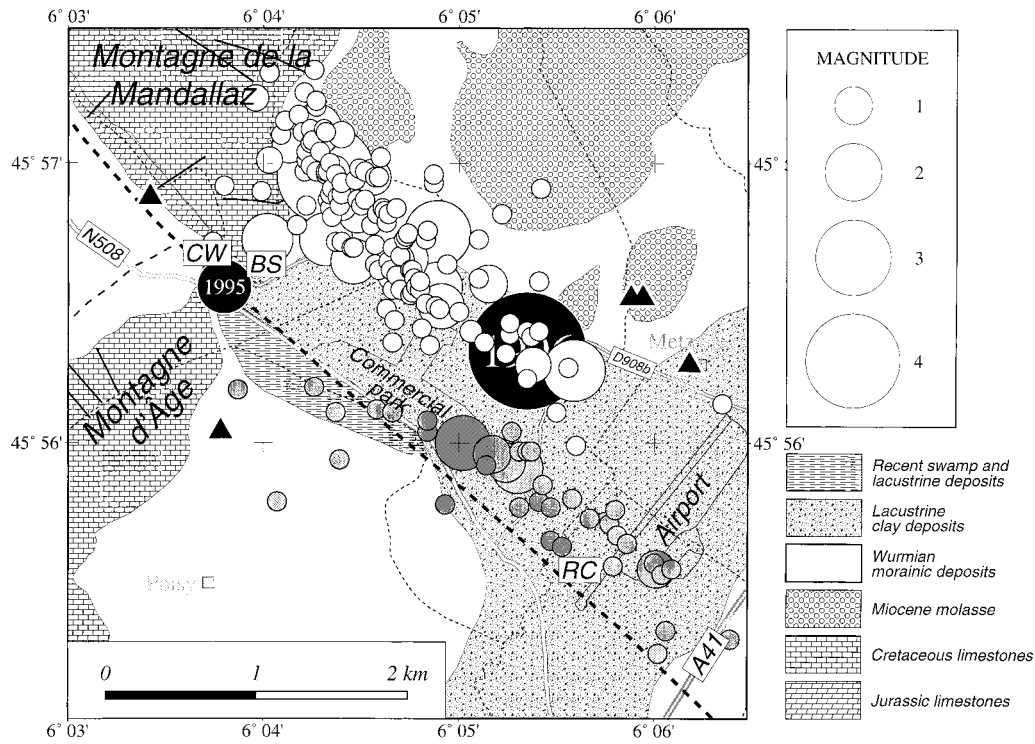 6° 03' 6° 04' 6° 05' 6° 06'
Montagne de la
Mandallaz
45° 57' 45° 57'
N508
CW
BS
1995
D908b
Commercial
park
Montagne
d'Age
45° 56' 45° 56'
Airport
RC
Poisy
A41
0 1 2 km
6° 03' 6° 04' 6° 05' 6° 06'
MAGNITUDE
1
2
3
4
Recent swamp and
lacustrine deposits
Lacustrine
clay deposits
Wurmian
morainic deposits
Miocene molasse
Cretaceous limestones
Jurassic limestones